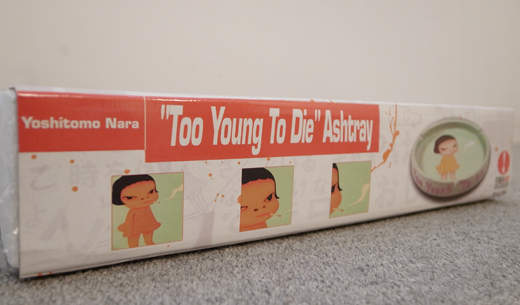 Yoshitomo Nara
"Too Young To Die" Ashtray